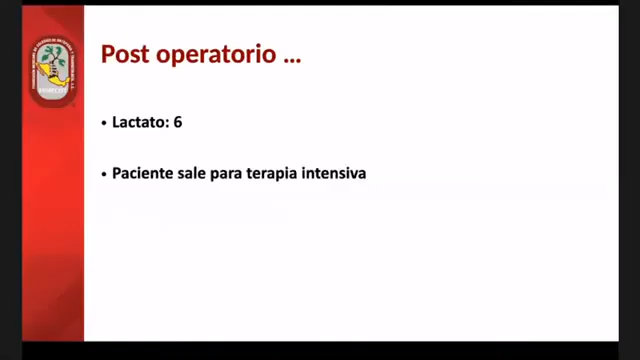 Post operatorio ...
• Lactato: 6
• Paciente sale para terapia intensiva